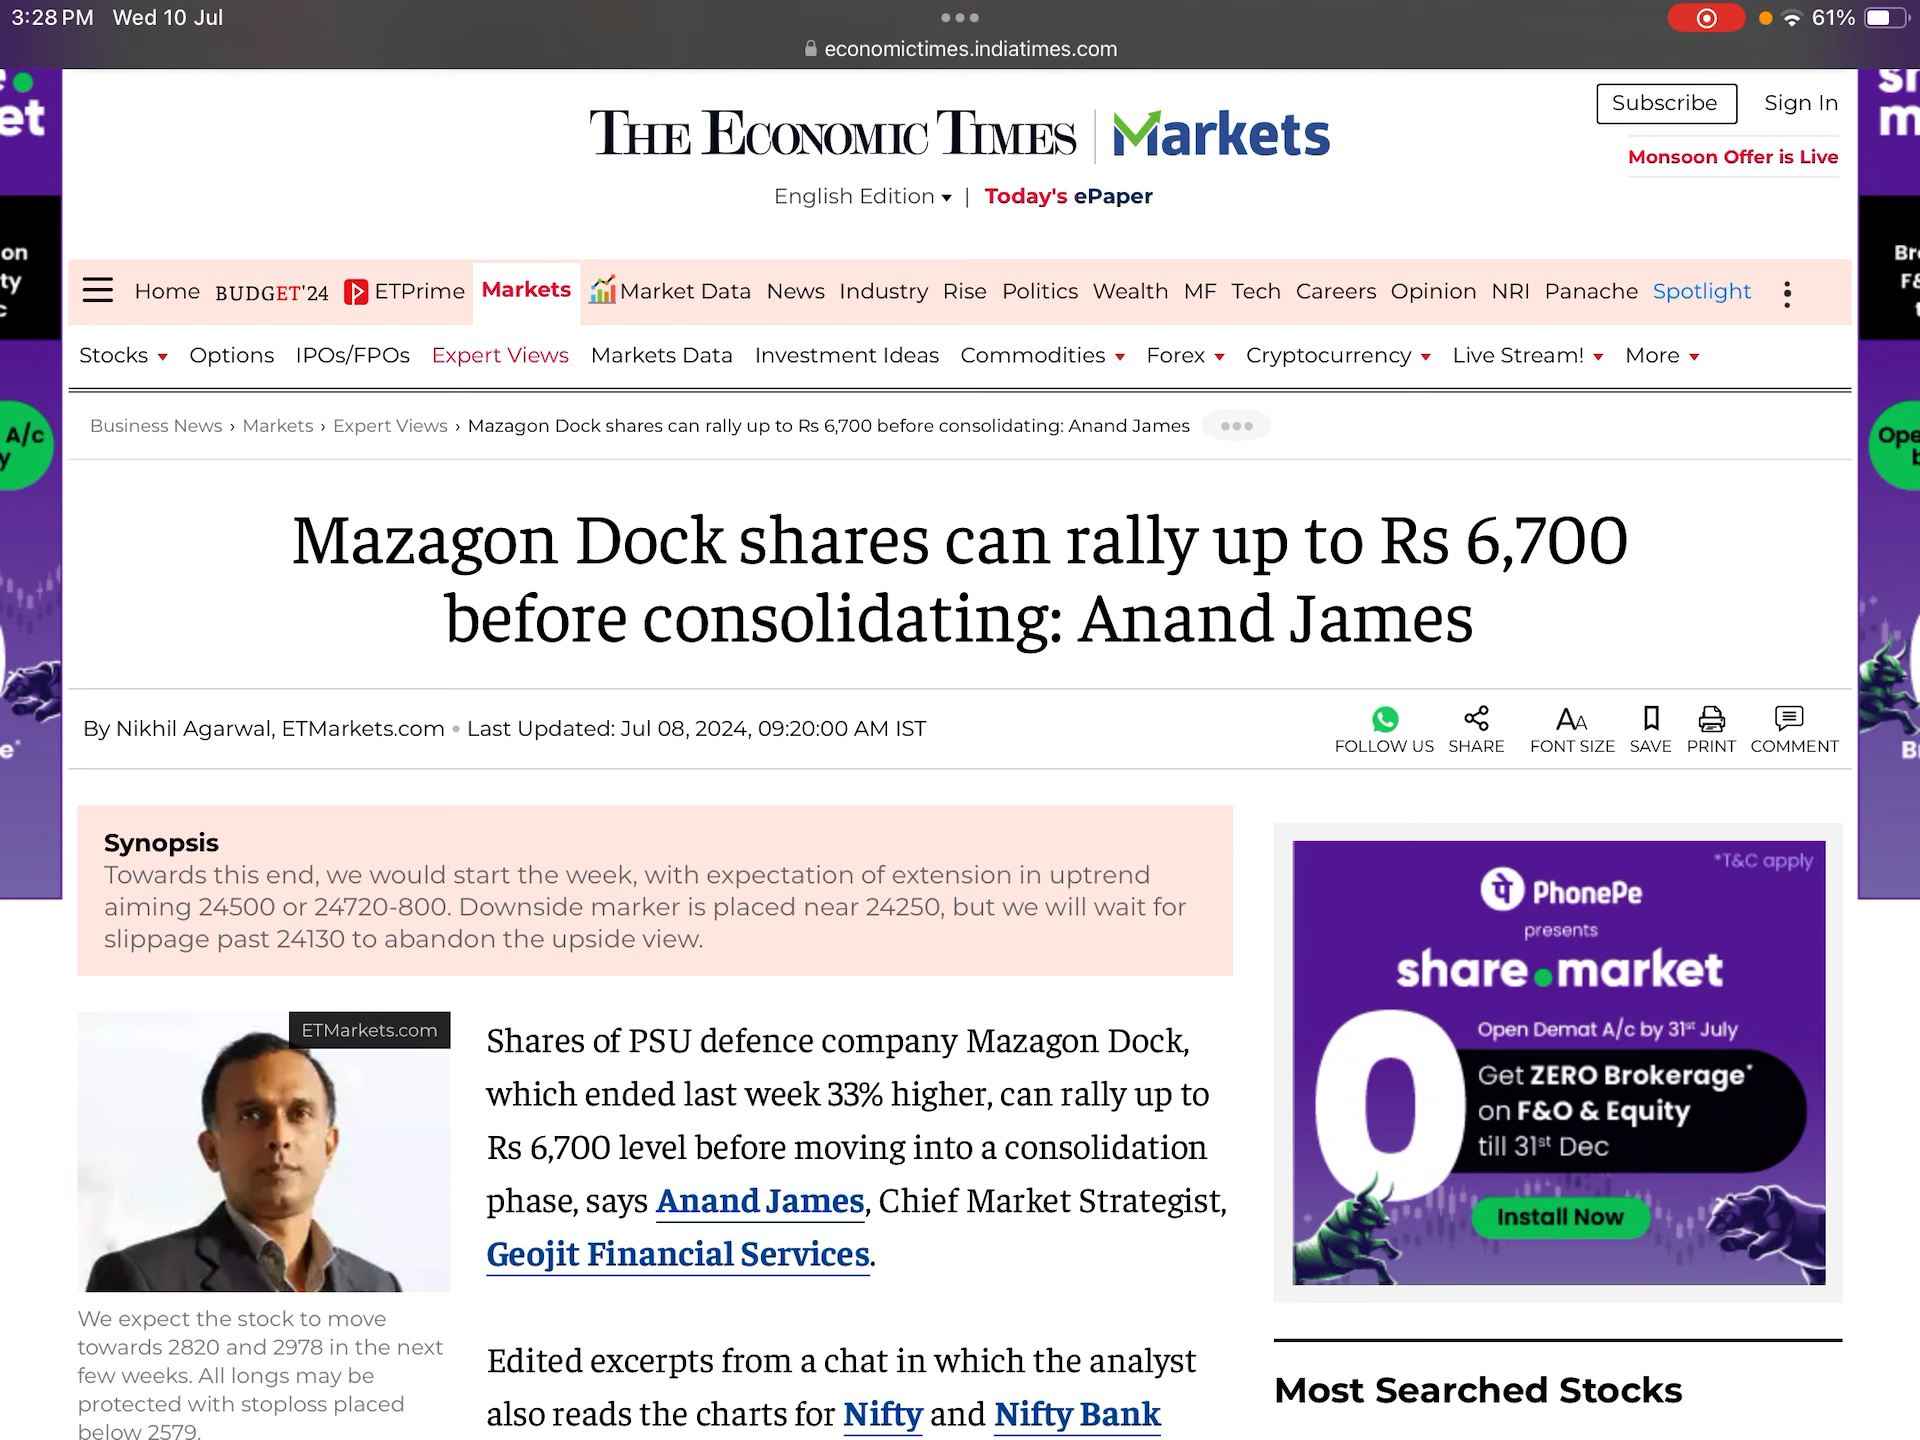 3:28 PM Wed 10 Jul
61%
economictimes.indiatimes.com
et
on
ty
A/c
y
THE ECONOMIC TIMES | Markets
Subscribe Sign In
Monsoon Offer is Live
English Edition | Today's ePaper
Home BUDGET'24 ETPrime Markets Market Data News Industry Rise Politics Wealth MF Tech Careers Opinion NRI Panache Spotlight
Stocks Options IPOs/FPOs Expert Views Markets Data Investment Ideas Commodities Forex Cryptocurrency Live Stream! More
Business News › Markets › Expert Views › Mazagon Dock shares can rally up to Rs 6,700 before consolidating: Anand James
Mazagon Dock shares can rally up to Rs 6,700
before consolidating: Anand James
By Nikhil Agarwal, ETMarkets.com • Last Updated: Jul 08, 2024, 09:20:00 AM IST
FOLLOW US SHARE FONT SIZE SAVE PRINT COMMENT
Synopsis
Towards this end, we would start the week, with expectation of extension in uptrend
aiming 24500 or 24720-800. Downside marker is placed near 24250, but we will wait for
slippage past 24130 to abandon the upside view.
ETMarkets.com
We expect the stock to move
towards 2820 and 2978 in the next
few weeks. All longs may be
protected with stoploss placed
below 2579.
Shares of PSU defence company Mazagon Dock,
which ended last week 33% higher, can rally up to
Rs 6,700 level before moving into a consolidation
phase, says Anand James, Chief Market Strategist,
Geojit Financial Services.
Edited excerpts from a chat in which the analyst
also reads the charts for Nifty and Nifty Bank
*T&C apply
पे PhonePe
presents
share.market
Open Demat A/c by 31st July
0
Get ZERO Brokerage*
on F&O & Equity
till 31st Dec
Install Now
Most Searched Stocks